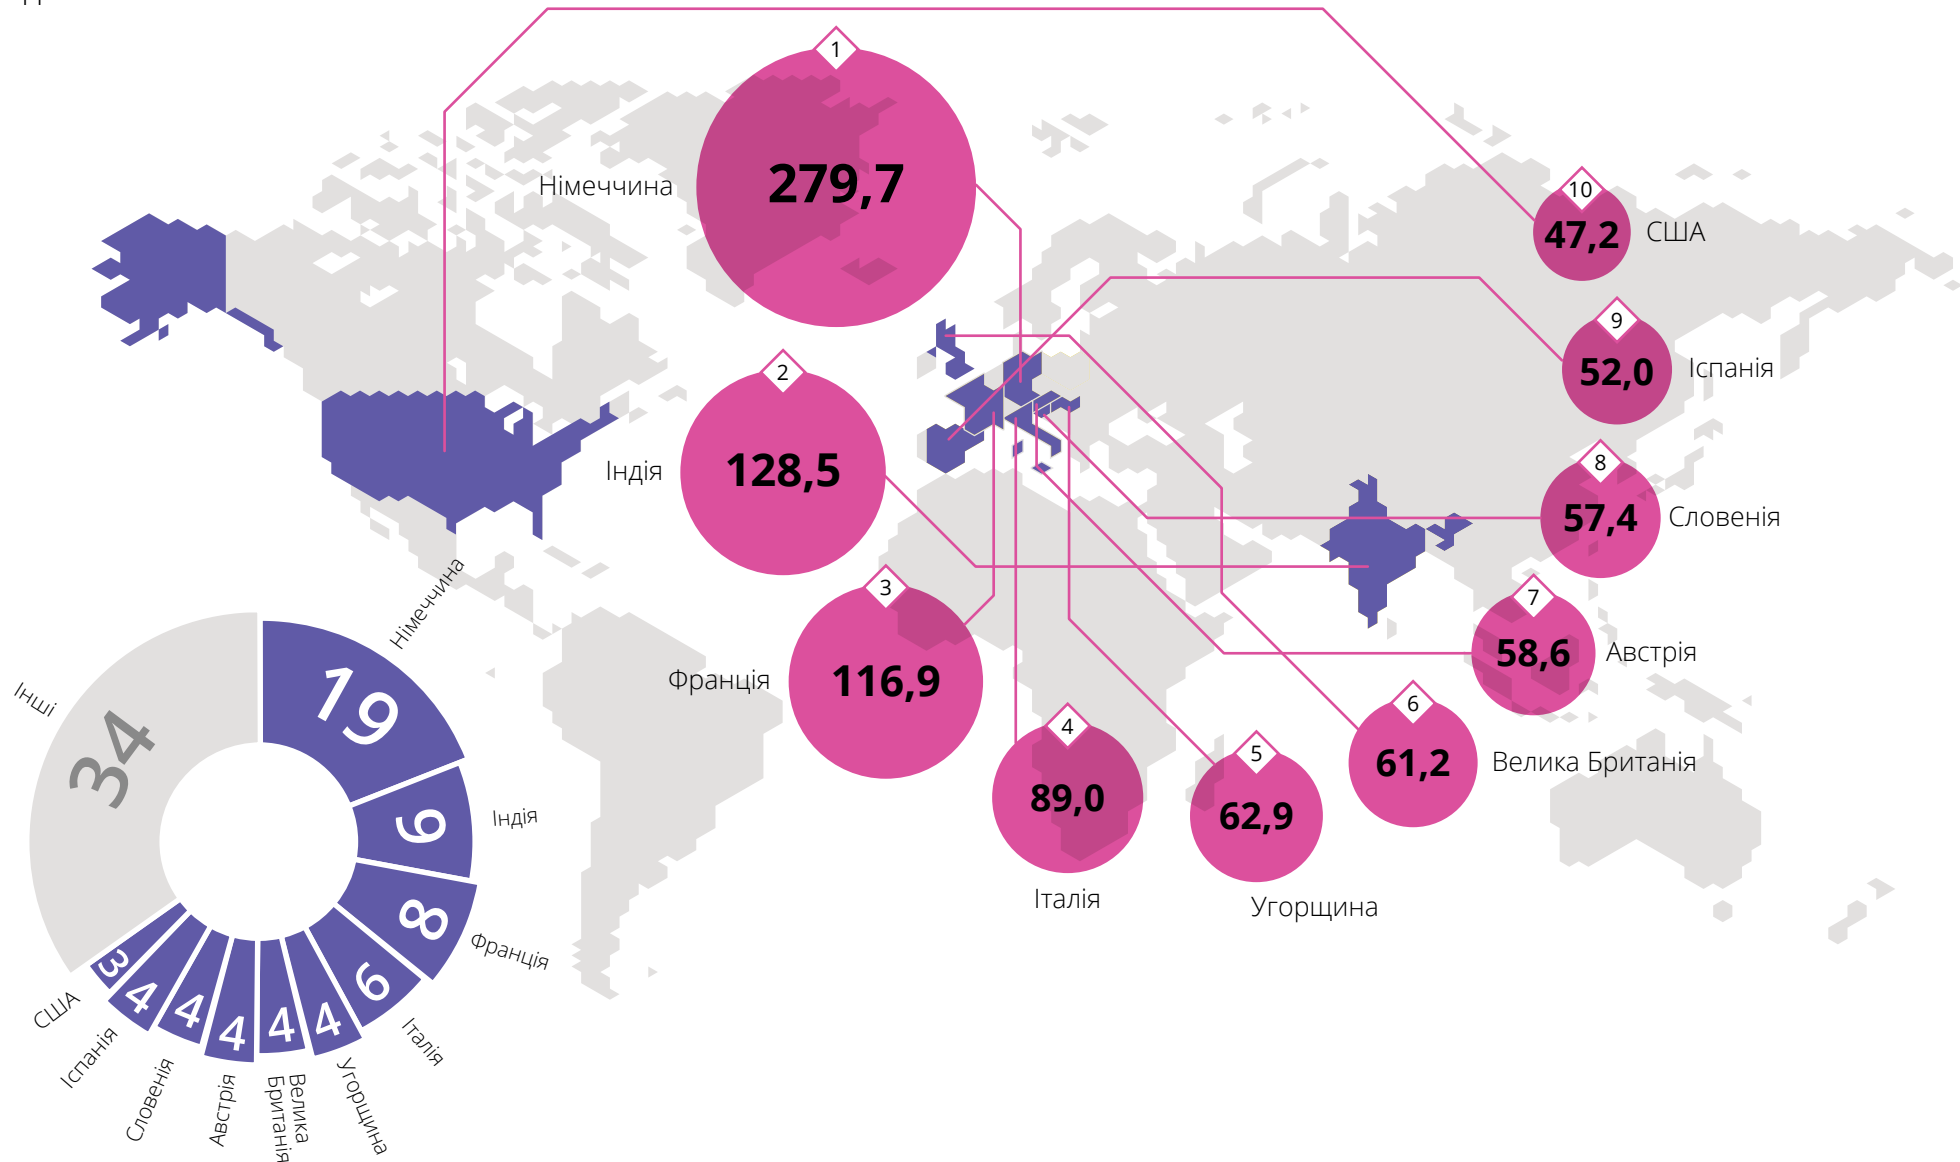 1
279,7
Німеччина
10
47,2
США
9
52,0
Іспанія
2
128,5
Індія
8
57,4
Словенія
3
116,9
Франція
7
58,6
Австрія
6
61,2
Велика Британія
4
89,0
Італія
5
62,9
Угорщина
Німеччина
19
Індія
9
Франція
8
Італія
6
Угорщина
4
Велика
Британія
4
Австрія
4
Словенія
4
Іспанія
4
США
3
Інші
34